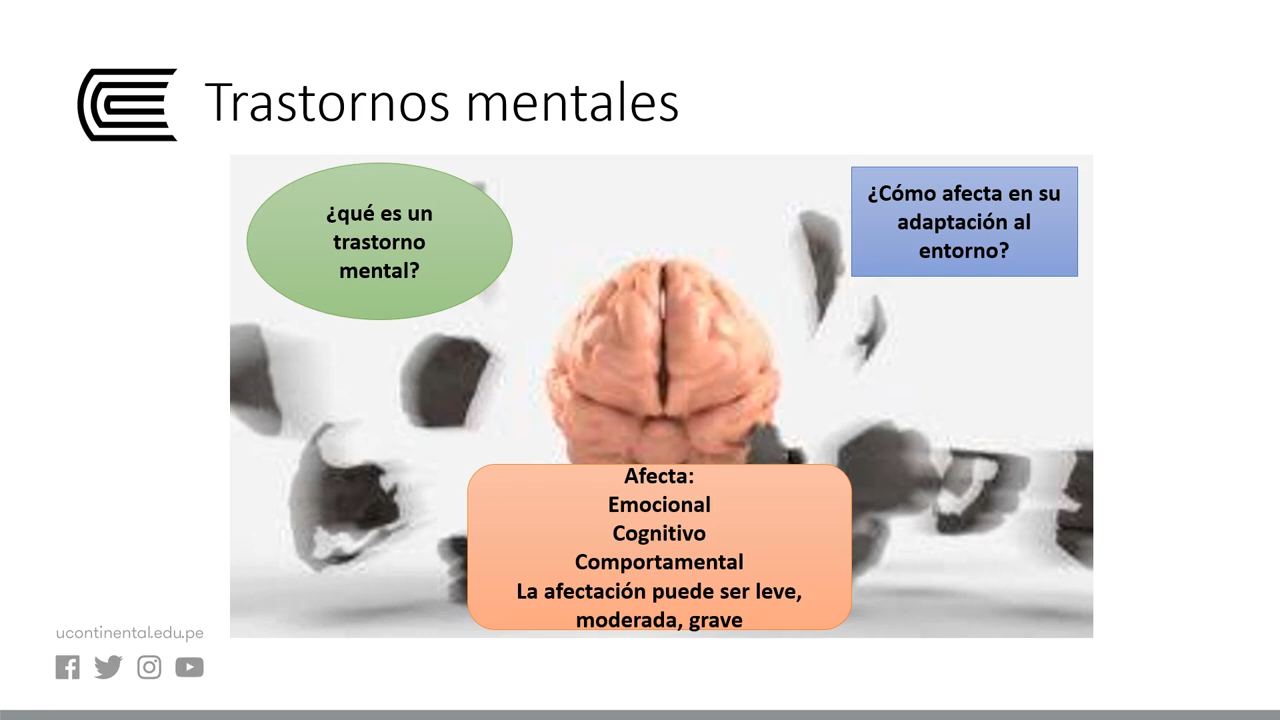 Trastornos mentales
¿qué es un
trastorno
mental?
¿Cómo afecta en su
adaptación al
entorno?
Afecta:
Emocional
Cognitivo
Comportamental
La afectación puede ser leve,
moderada, grave
ucontinental.edu.pe